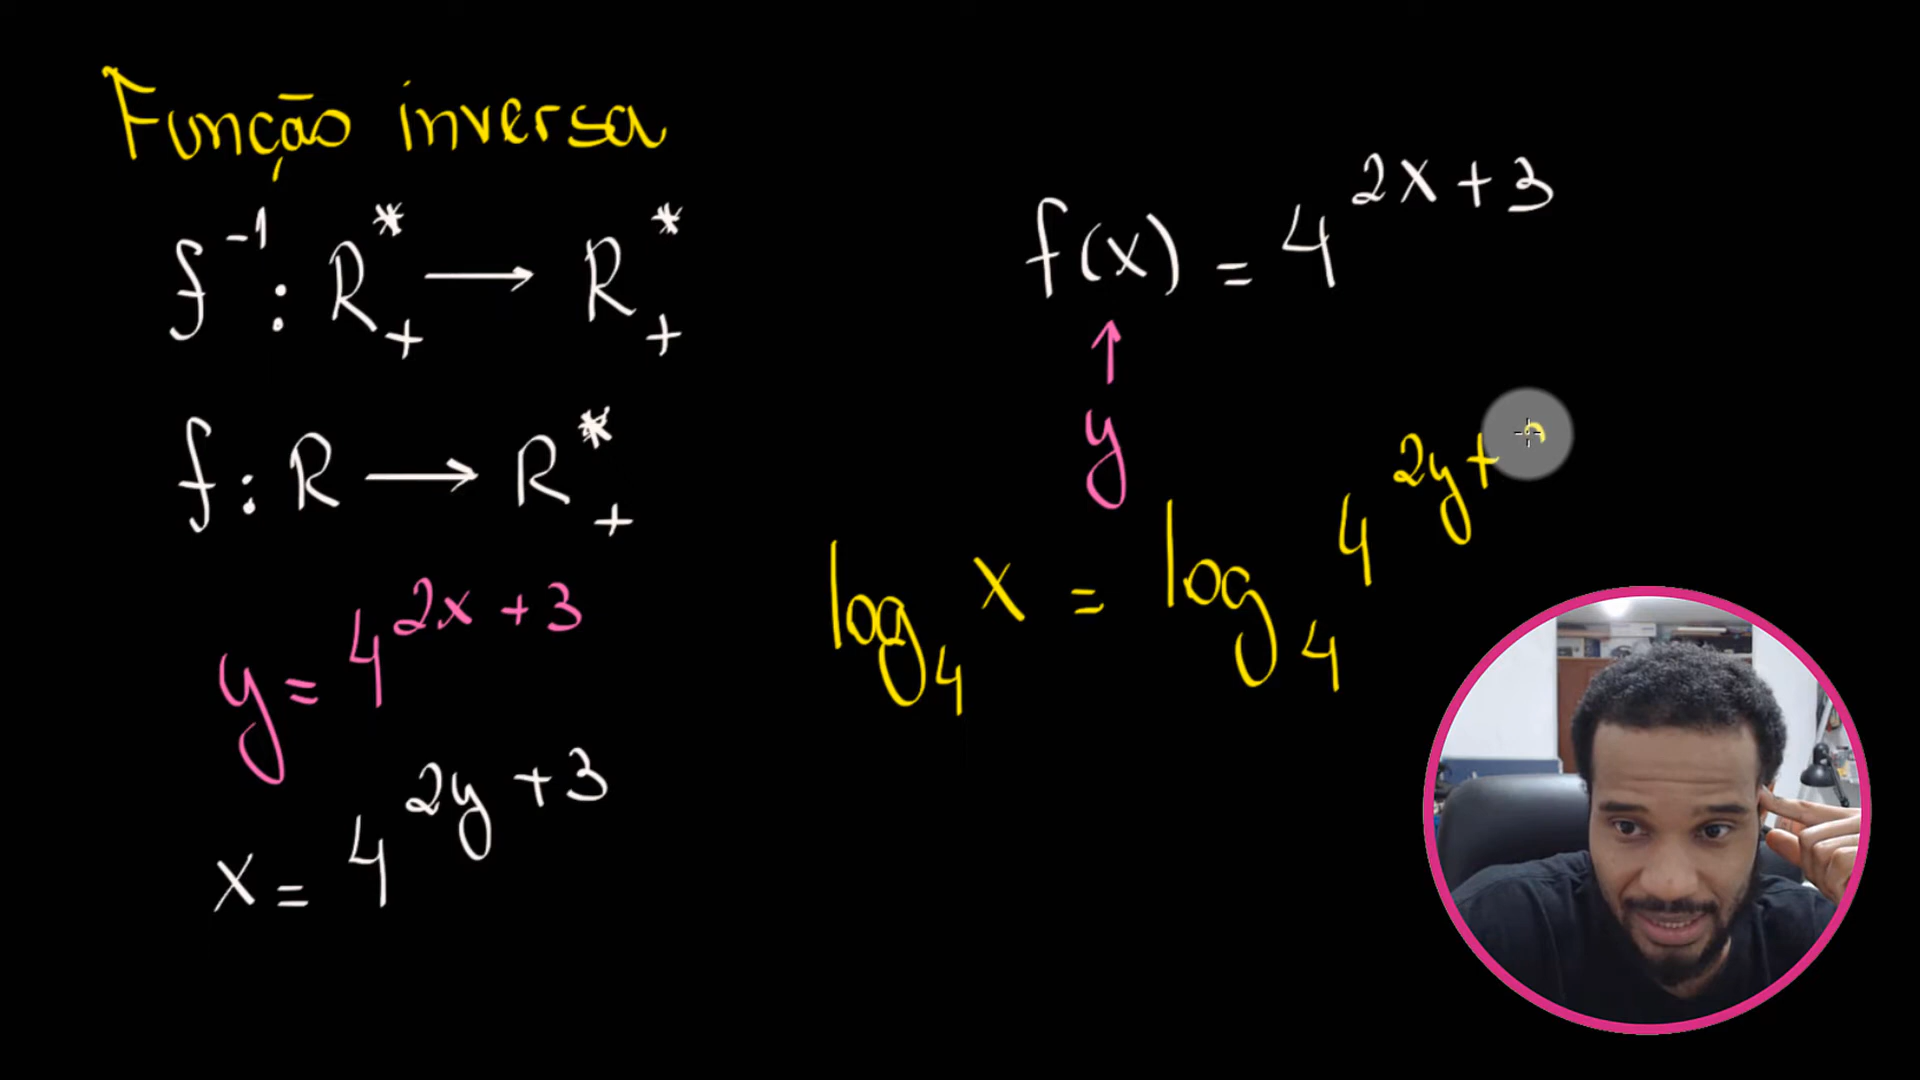 Função inversa
f⁻¹: R*₊ → R*₊
f: R → R*₊
y = 4^{2x + 3}
x = 4^{2y + 3}
f(x) = 4^{2x + 3}
↑
y
log₄ x = log₄ 4^{2y +}